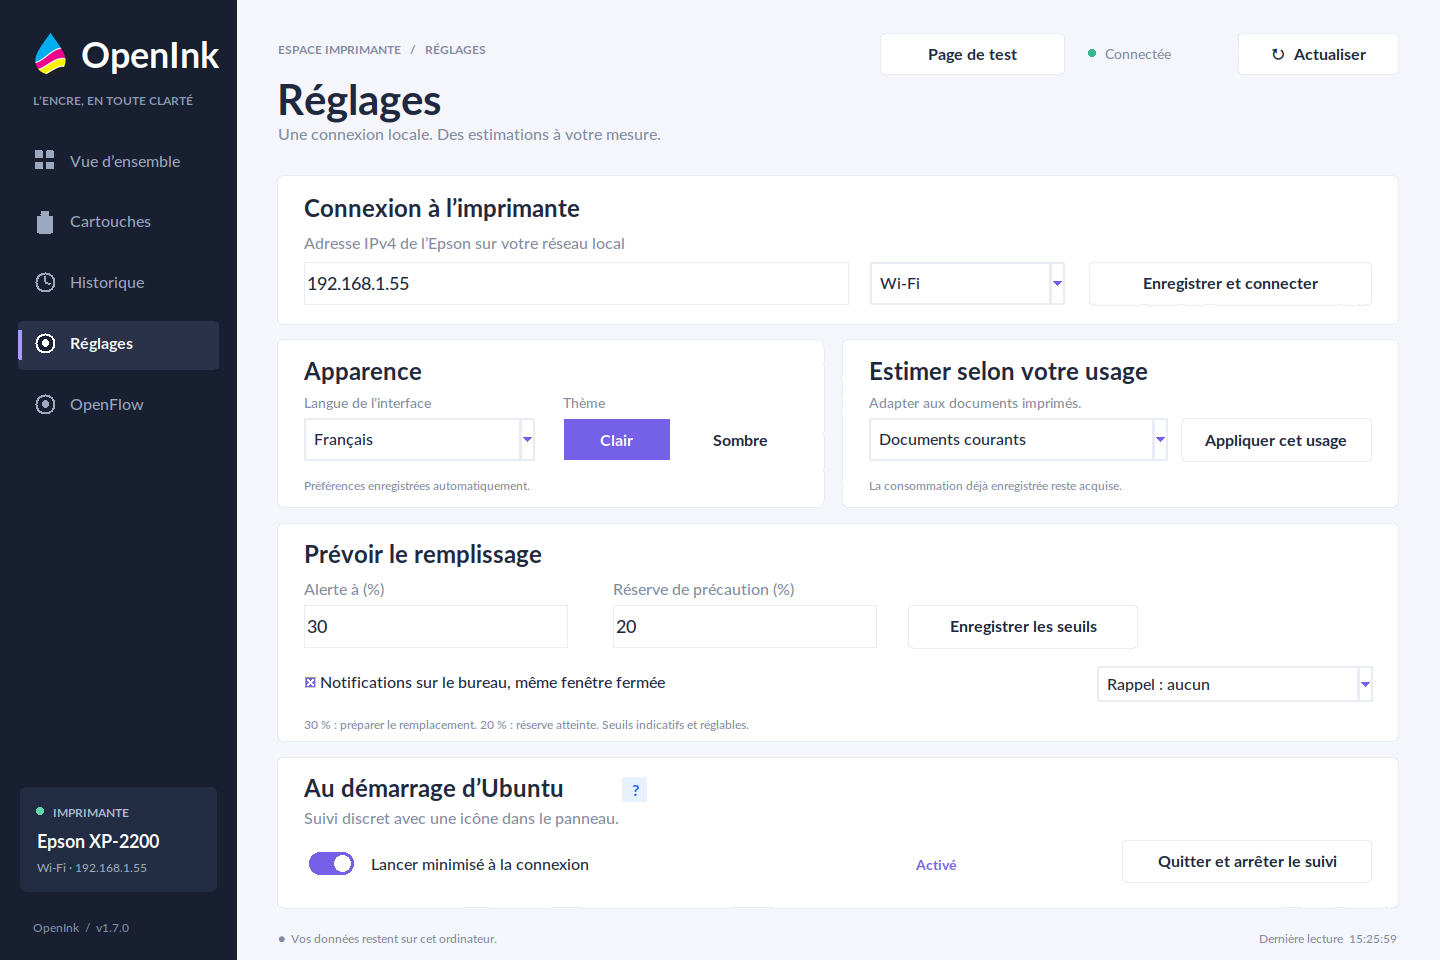 OpenInk
L’ENCRE, EN TOUTE CLARTÉ
Vue d’ensemble
Cartouches
Historique
Réglages
OpenFlow
IMPRIMANTE
Epson XP-2200
Wi-Fi · 192.168.1.55
OpenInk / v1.7.0
ESPACE IMPRIMANTE / RÉGLAGES
Page de test
Connectée
↻ Actualiser
Réglages
Une connexion locale. Des estimations à votre mesure.
Connexion à l’imprimante
Adresse IPv4 de l’Epson sur votre réseau local
192.168.1.55
Wi-Fi
Enregistrer et connecter
Apparence
Langue de l’interface
Thème
Français
Clair
Sombre
Préférences enregistrées automatiquement.
Estimer selon votre usage
Adapter aux documents imprimés.
Documents courants
Appliquer cet usage
La consommation déjà enregistrée reste acquise.
Prévoir le remplissage
Alerte à (%)
Réserve de précaution (%)
30
20
Enregistrer les seuils
Notifications sur le bureau, même fenêtre fermée
Rappel : aucun
30 % : préparer le remplacement. 20 % : réserve atteinte. Seuils indicatifs et réglables.
Au démarrage d’Ubuntu
?
Suivi discret avec une icône dans le panneau.
Lancer minimisé à la connexion
Activé
Quitter et arrêter le suivi
● Vos données restent sur cet ordinateur.
Dernière lecture 15:25:59